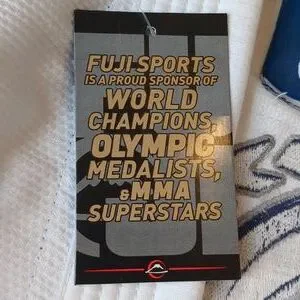 FUJI SPORTS
IS A PROUD SPONSOR OF
WORLD
CHAMPIONS,
OLYMPIC
MEDALISTS,
&MMA
SUPERSTARS